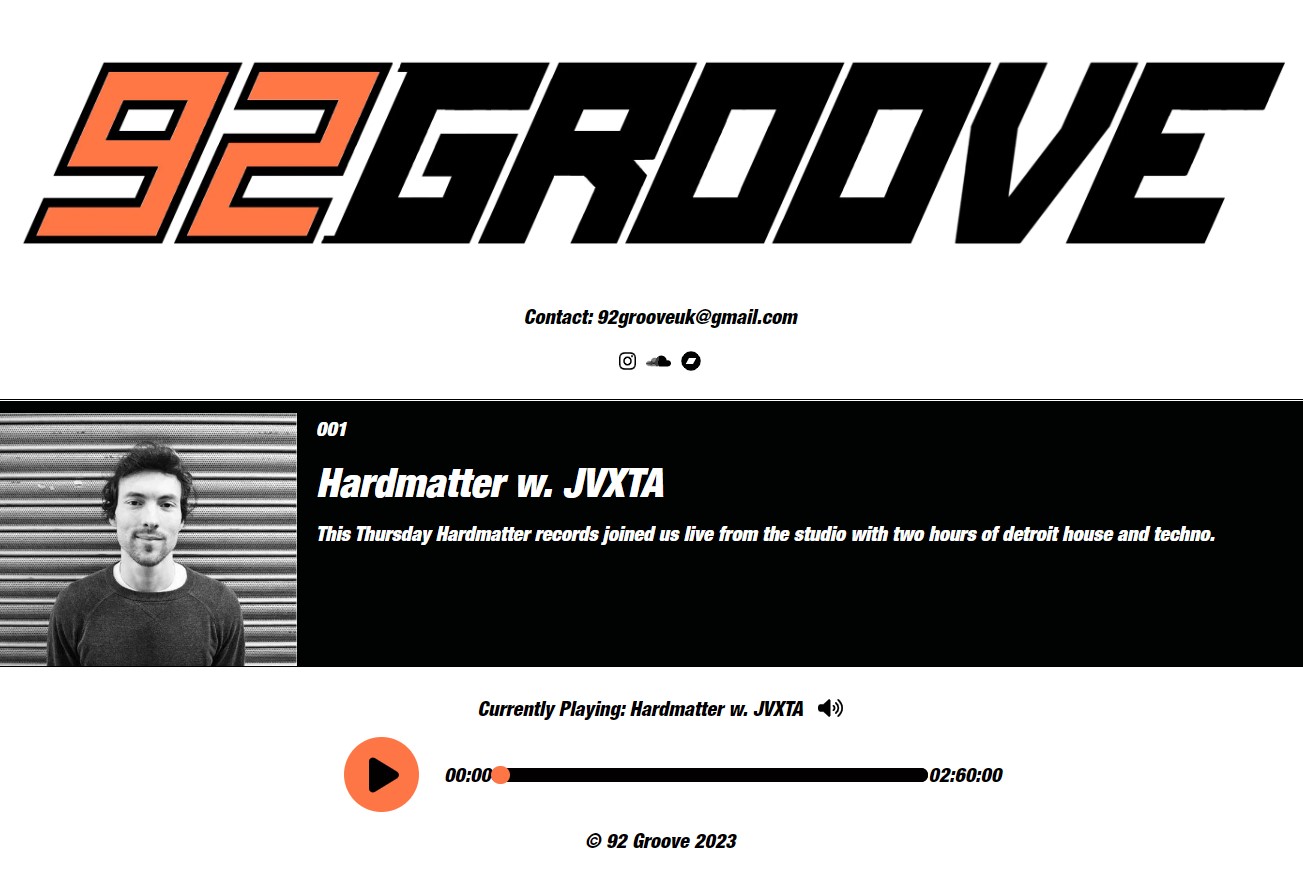 92GROOVE
Contact: 92grooveuk@gmail.com
001
Hardmatter w. JVXTA
This Thursday Hardmatter records joined us live from the studio with two hours of detroit house and techno.
Currently Playing: Hardmatter w. JVXTA
00:00 02:60:00
© 92 Groove 2023